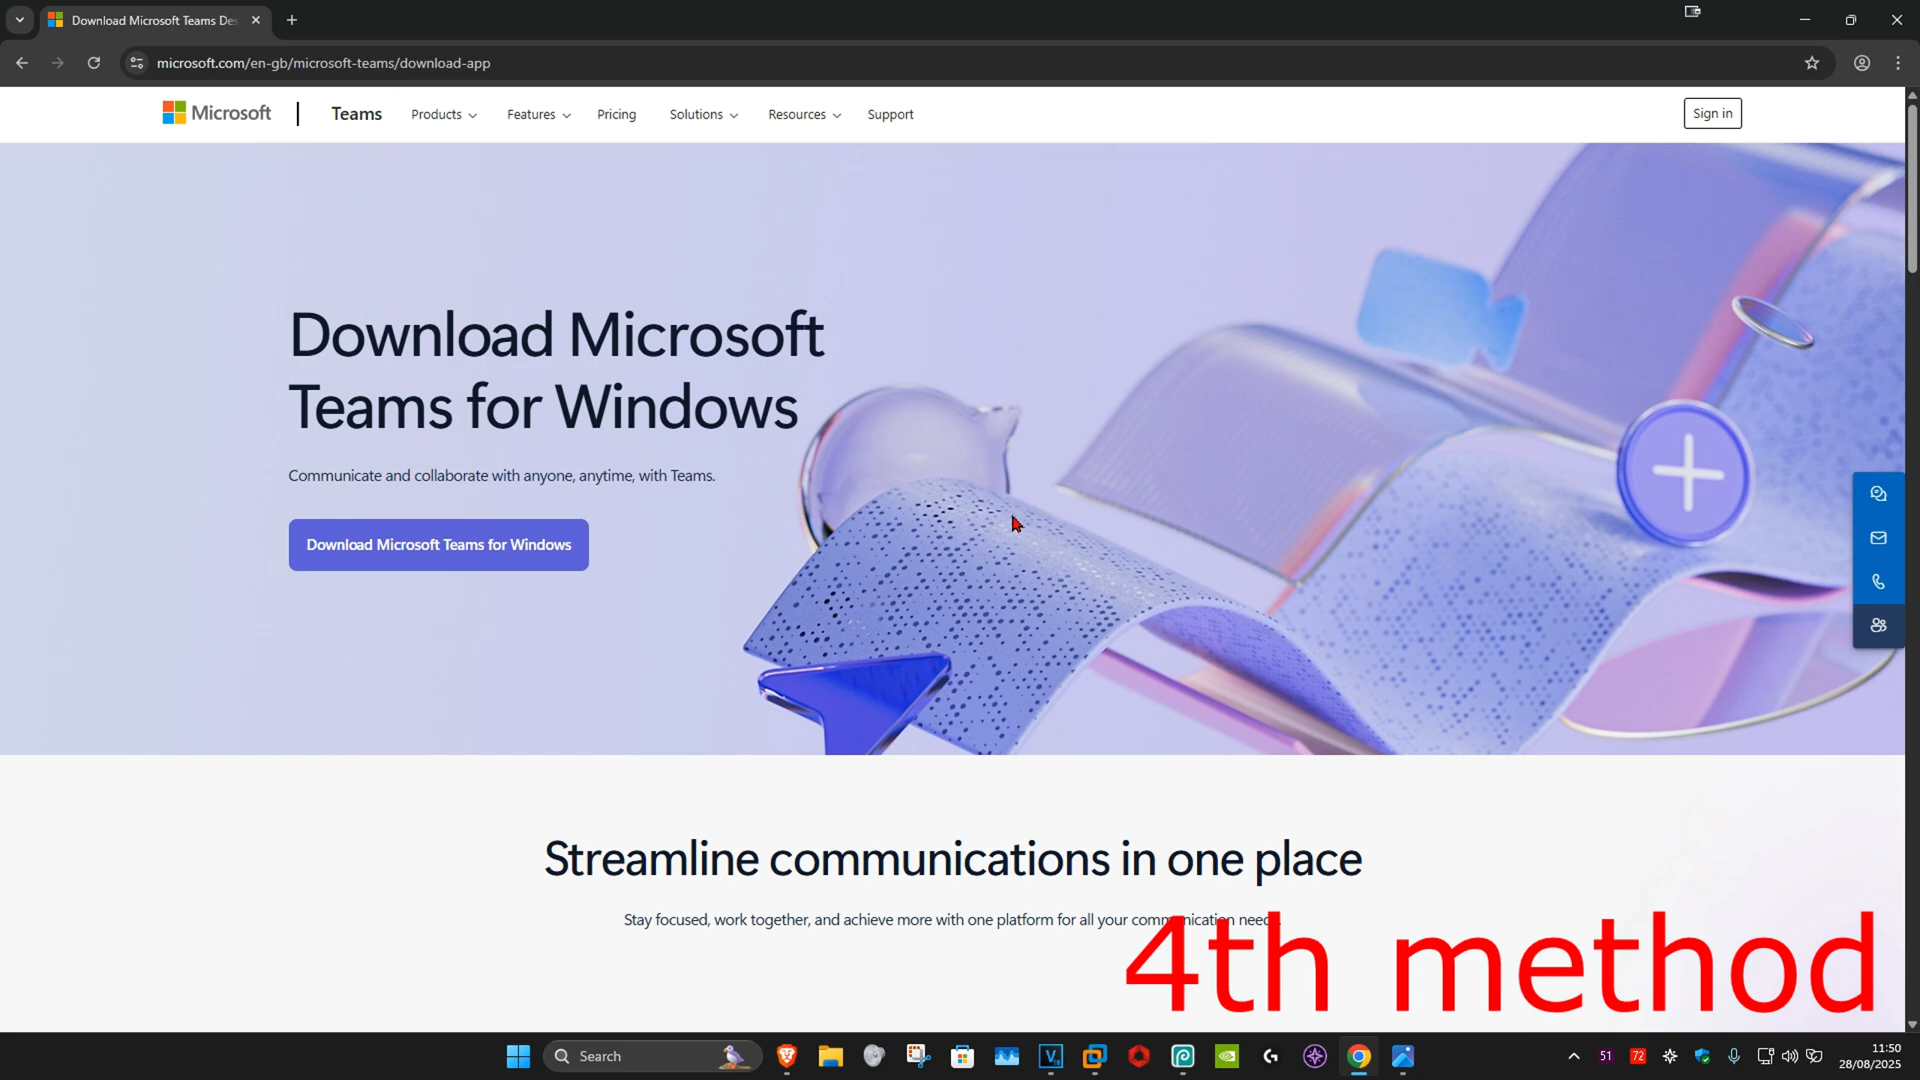 Download Microsoft Teams De
microsoft.com/en-gb/microsoft-teams/download-app
Microsoft
Teams
Products
Features
Pricing
Solutions
Resources
Support
Sign in
Download Microsoft
Teams for Windows
Communicate and collaborate with anyone, anytime, with Teams.
Download Microsoft Teams for Windows
Streamline communications in one place
Stay focused, work together, and achieve more with one platform for all your communication needs.
4th method
Search
51
72
11:50
28/08/2025